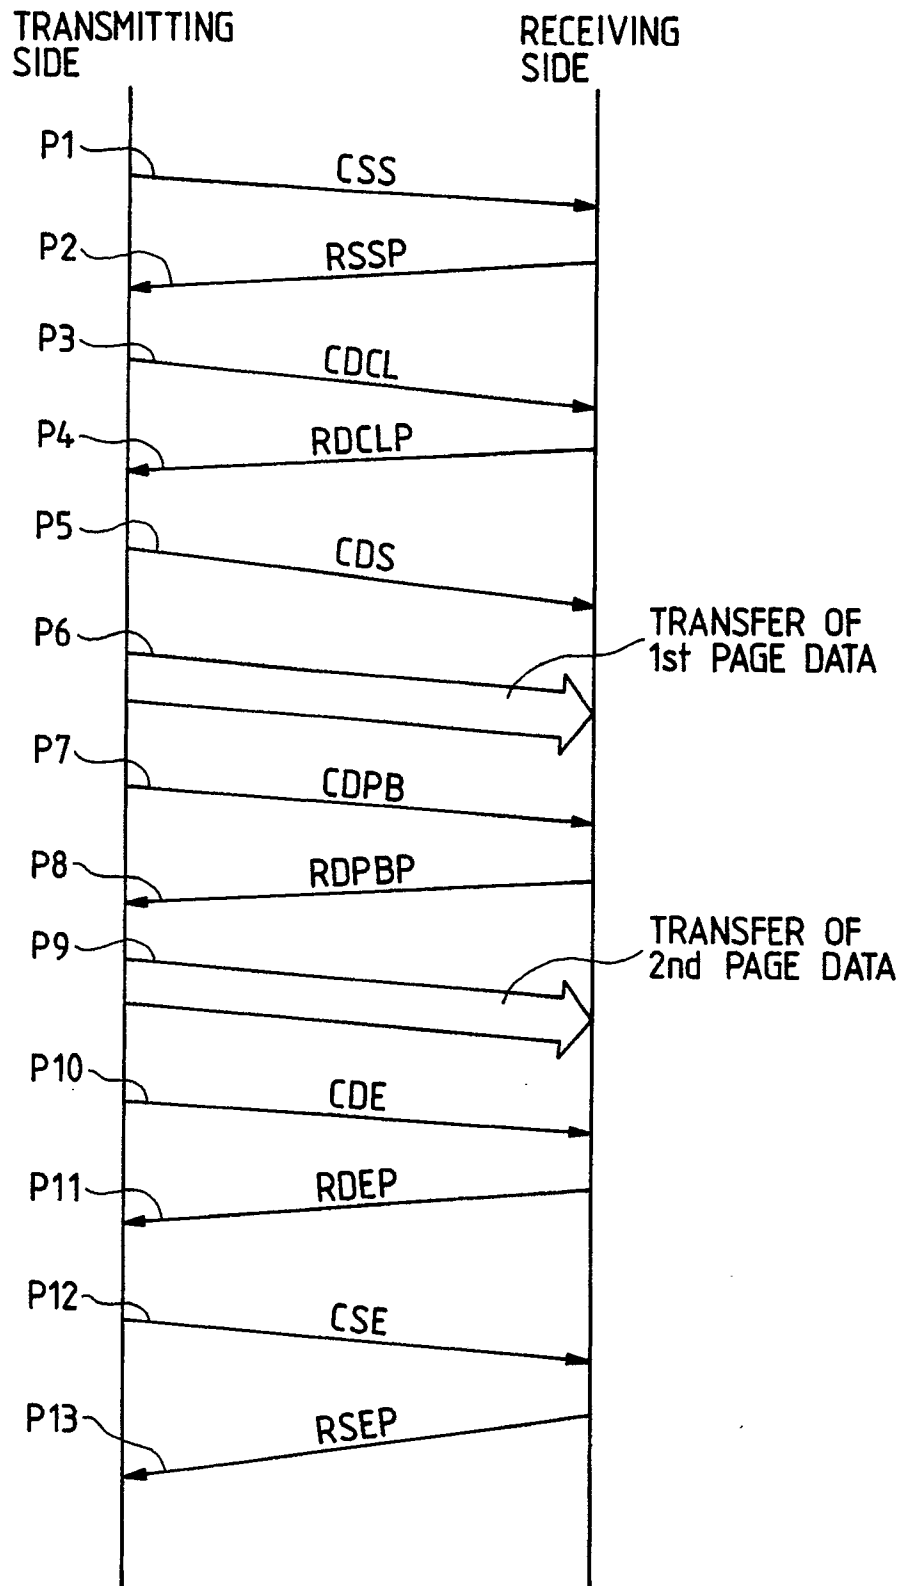 TRANSMITTING
SIDE
RECEIVING
SIDE
P1
CSS
P2
RSSP
P3
CDCL
P4
RDCLP
P5
CDS
P6
TRANSFER OF
1st PAGE DATA
P7
CDPB
P8
RDPBP
P9
TRANSFER OF
2nd PAGE DATA
P10
CDE
P11
RDEP
P12
CSE
P13
RSEP